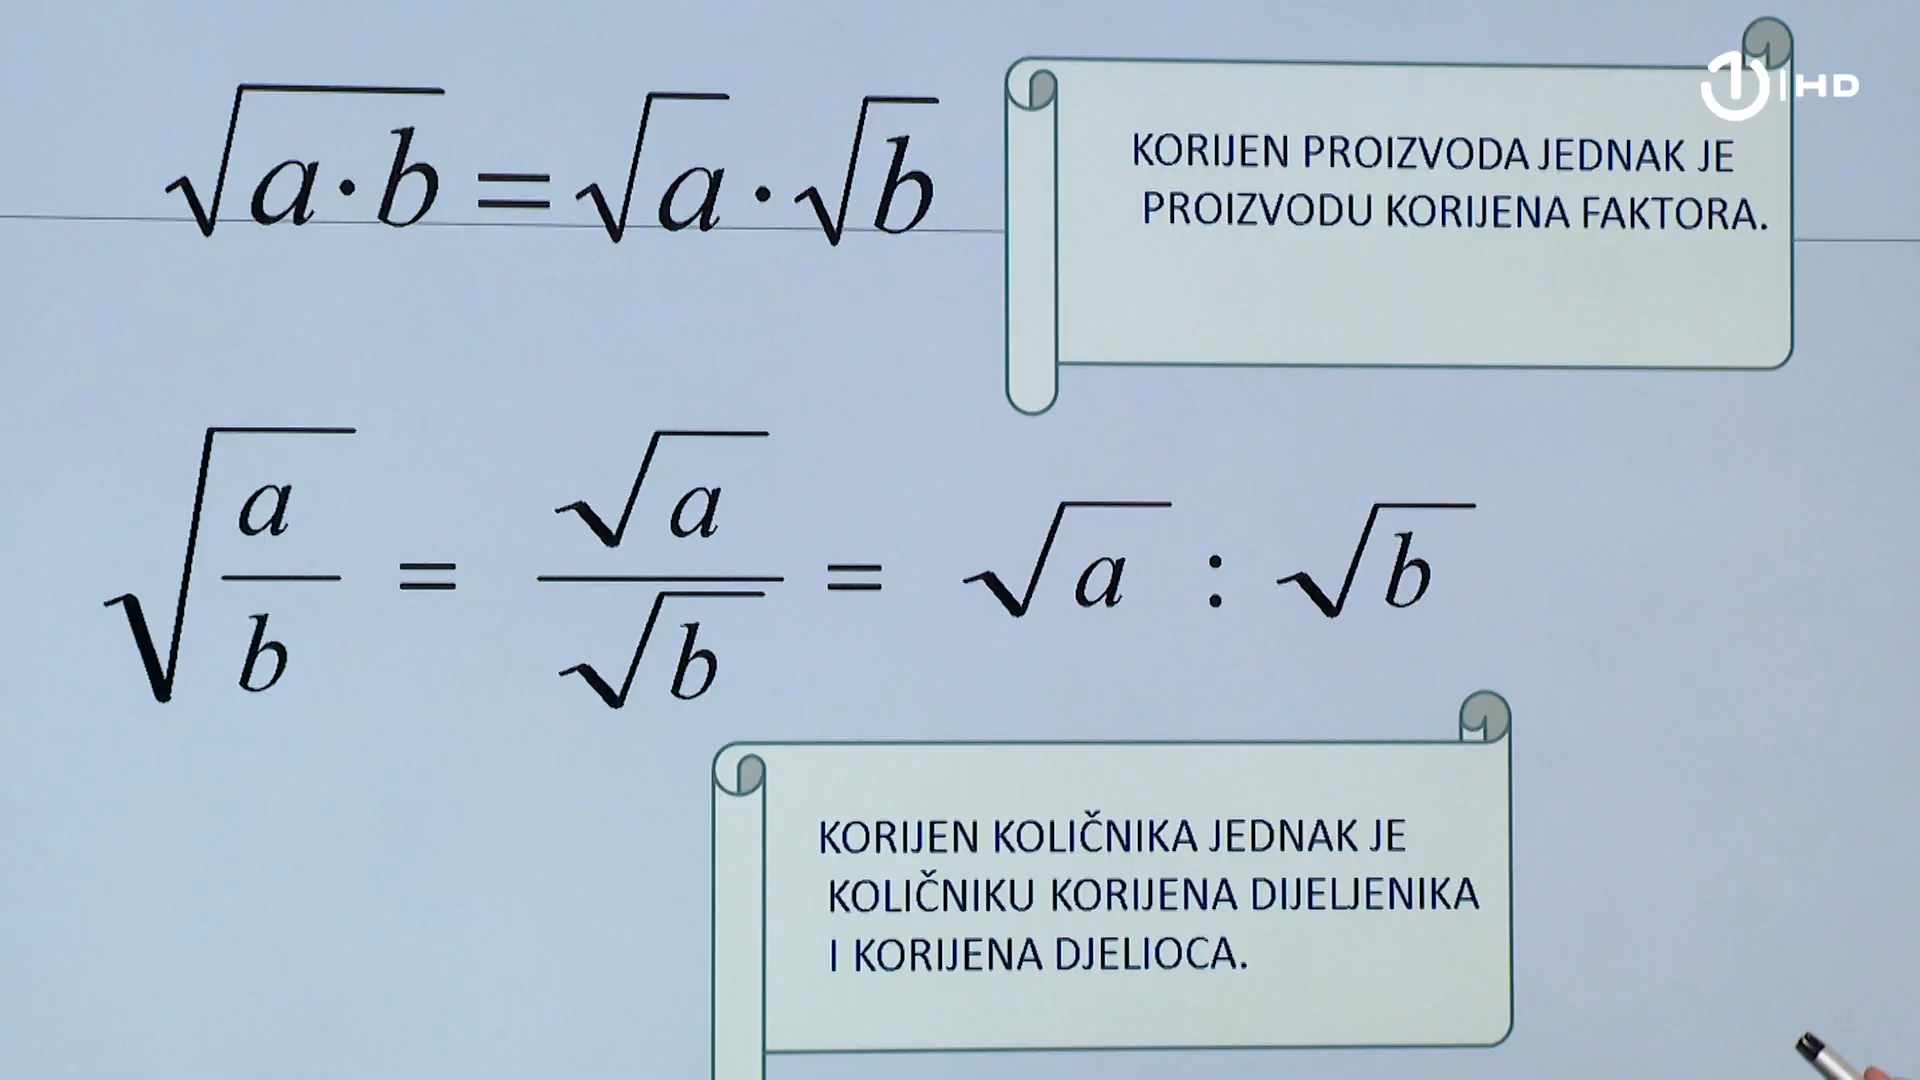 √(a·b) = √a · √b
KORIJEN PROIZVODA JEDNAK JE
PROIZVODU KORIJENA FAKTORA.
1 HD
√(a/b) = √a/√b = √a : √b
KORIJEN KOLIČNIKA JEDNAK JE
KOLIČNIKU KORIJENA DIJELJENIKA
I KORIJENA DJELIOCA.